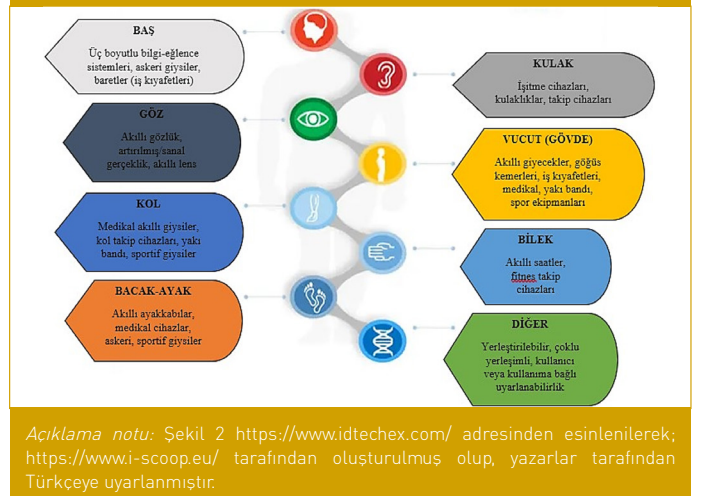 BAŞ
Üç boyutlu bilgi-eğlence
sistemleri, askeri giysiler,
baretler (iş kıyafetleri)
KULAK
İşitme cihazları,
kulaklıklar, takip cihazları
GÖZ
Akıllı gözlük,
artırılmış/sanal
gerçeklik, akıllı lens
VUCUT (GÖVDE)
Akıllı giyecekler, göğüs
kemerleri, iş kıyafetleri,
medikal, yakı bandı,
spor ekipmanları
KOL
Medikal akıllı giysiler,
kol takip cihazları, yakı
bandı, sportif giysiler
BİLEK
Akıllı saatler,
fitnes takip
cihazları
BACAK-AYAK
Akıllı ayakkabılar,
medikal cihazlar,
askeri, sportif giysiler
DİĞER
Yerleştirilebilir, çoklu
yerleşimli, kullanıcı
veya kullanıma bağlı
uyarlanabilirlik
Açıklama notu: Şekil 2 https://www.idtechex.com/ adresinden esinlenilerek;
https://www.i-scoop.eu/ tarafından oluşturulmuş olup, yazarlar tarafından
Türkçeye uyarlanmıştır.